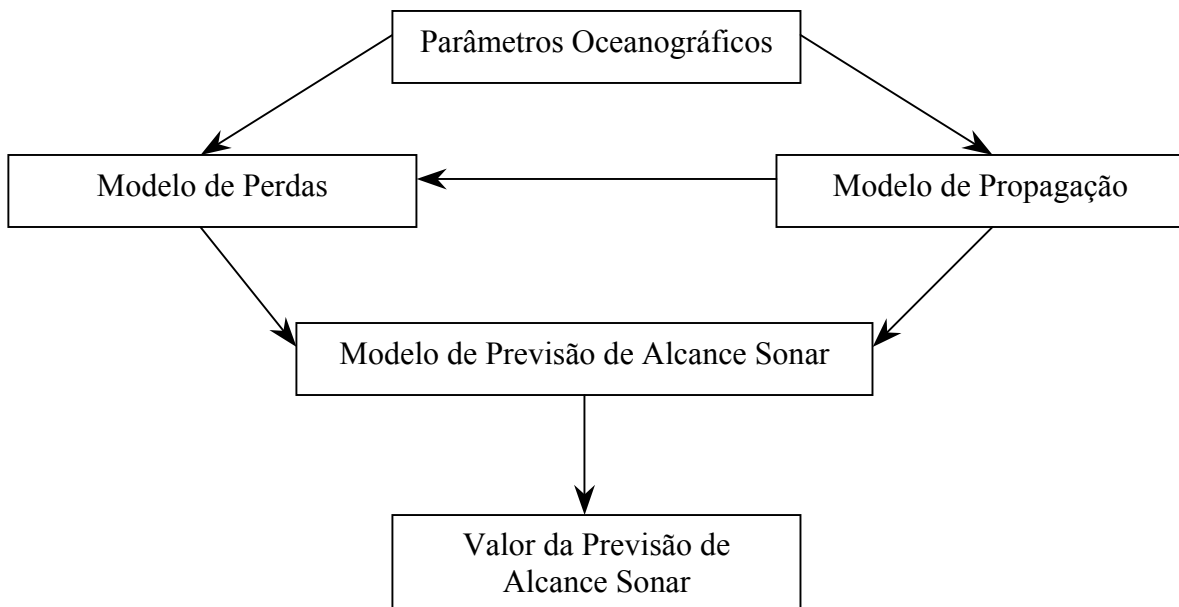 Parâmetros Oceanográficos
Modelo de Perdas
Modelo de Propagação
Modelo de Previsão de Alcance Sonar
Valor da Previsão de
Alcance Sonar